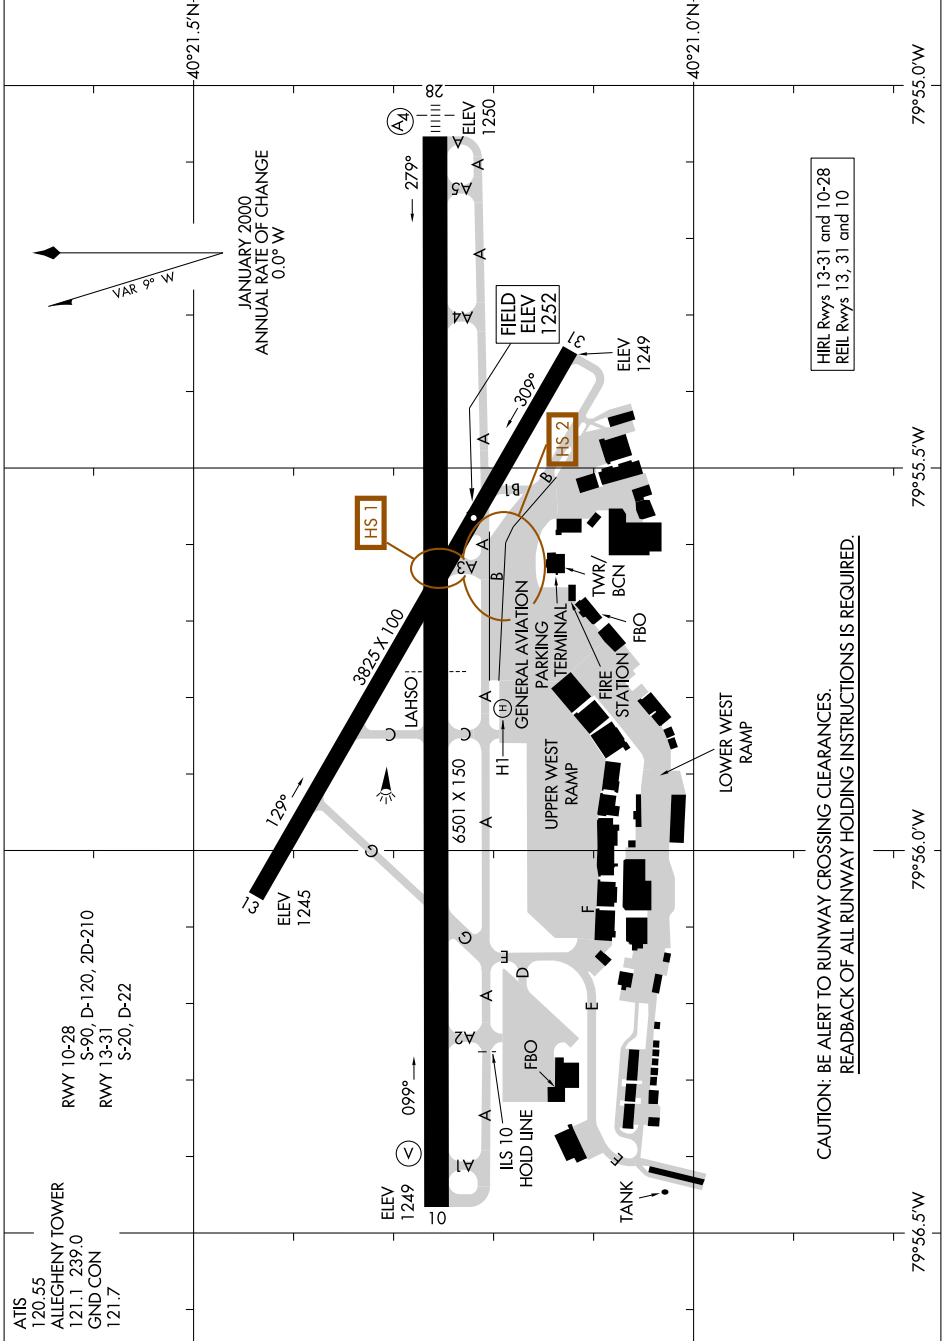 ATIS
120.55
ALLEGHENY TOWER
121.1 239.0
GND CON
121.7
RWY 10-28
S-90, D-120, 2D-210
RWY 13-31
S-20, D-22
JANUARY 2000
ANNUAL RATE OF CHANGE
0.0° W
VAR 9° W
40°21.5'N
40°21.0'N
13
ELEV
1245
129°
3825 X 100
G
C
LAHSO
HS 1
279°
A4
28
ELEV
1250
ELEV
1249
V
10
099°
6501 X 150
G
C
A1
A2
A3
A4
A5
A
A
A
A
A
A
A
A
A
A
FIELD
ELEV
1252
309°
31
ELEV
1249
HS 2
B
B1
B
ILS 10
HOLD LINE
FBO
E
D
E
F
E
H1
H
GENERAL AVIATION
PARKING
TERMINAL
UPPER WEST
RAMP
FIRE
STATION
TWR/
BCN
FBO
TANK
LOWER WEST
RAMP
HIRL Rwys 13-31 and 10-28
REIL Rwys 13, 31 and 10
CAUTION: BE ALERT TO RUNWAY CROSSING CLEARANCES.
READBACK OF ALL RUNWAY HOLDING INSTRUCTIONS IS REQUIRED.
79°56.5'W
79°56.0'W
79°55.5'W
79°55.0'W